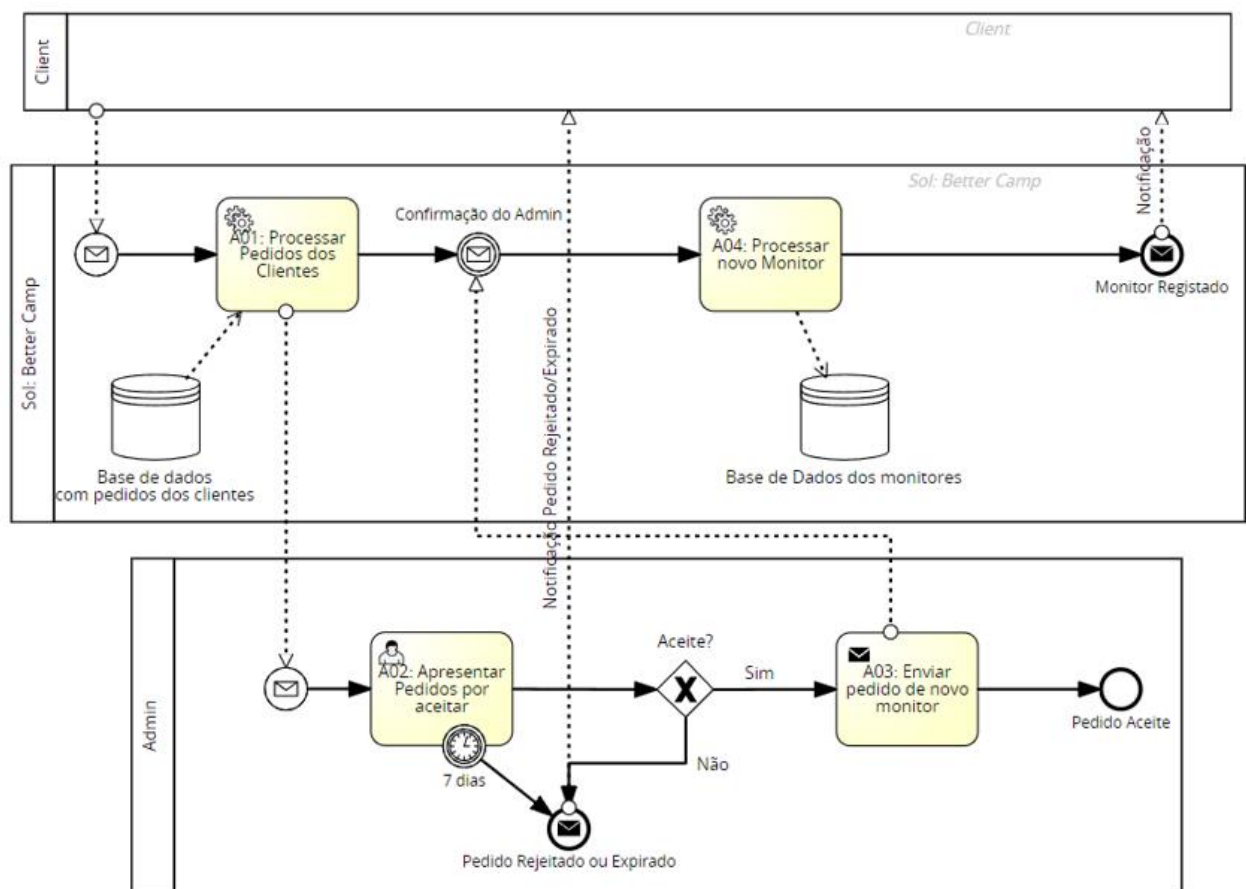 Client
Client
Sol: Better Camp
Sol: Better Camp
Notificação
A01: Processar
Pedidos dos
Clientes
Confirmação do Admin
A04: Processar
novo Monitor
Monitor Registado
Base de dados
com pedidos dos clientes
Base de Dados dos monitores
Notificação Pedido Rejeitado/Expirado
Admin
A02: Apresentar
Pedidos por
aceitar
7 dias
Aceite?
X
Sim
Não
A03: Enviar
pedido de novo
monitor
Pedido Aceite
Pedido Rejeitado ou Expirado